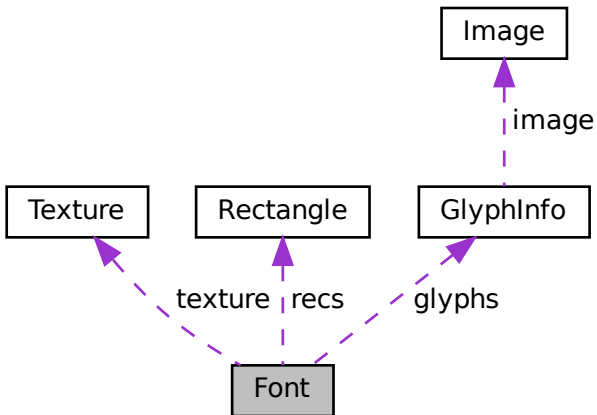 Image
image
Texture
Rectangle
GlyphInfo
texture
recs
glyphs
Font